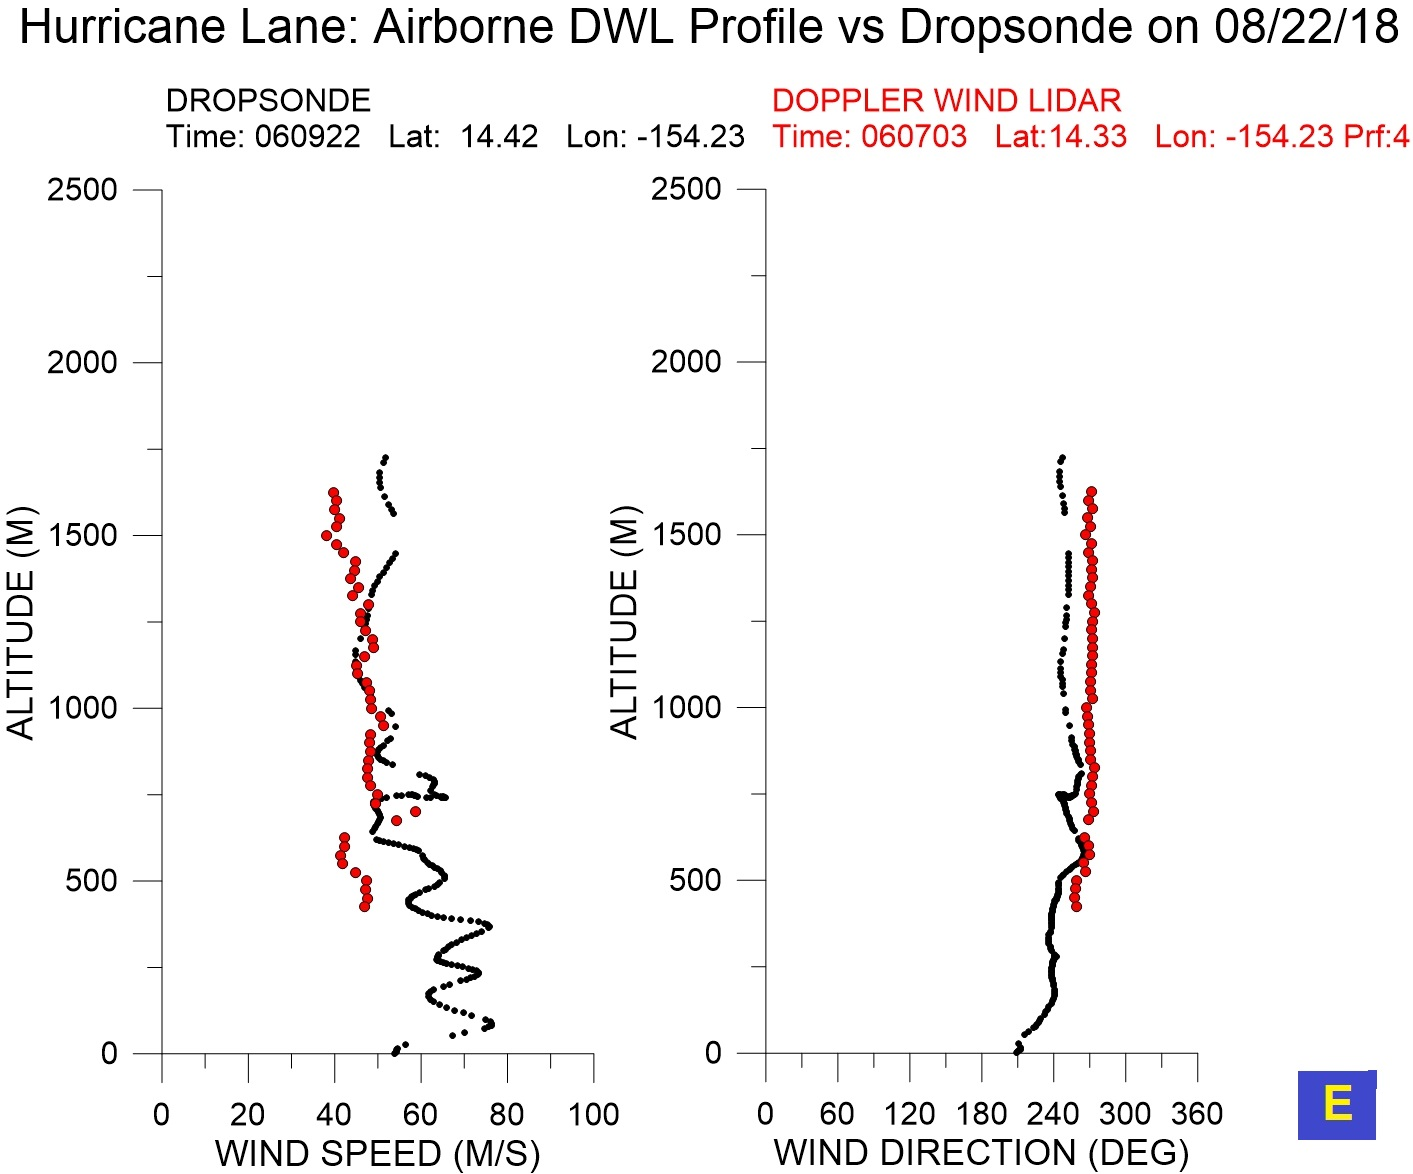 Hurricane Lane: Airborne DWL Profile vs Dropsonde on 08/22/18
DROPSONDE
Time: 060922 Lat: 14.42 Lon: -154.23
DOPPLER WIND LIDAR
Time: 060703 Lat:14.33 Lon: -154.23 Prf:4
ALTITUDE (M)
2500
2000
1500
1000
500
0
0 20 40 60 80 100
WIND SPEED (M/S)
ALTITUDE (M)
2500
2000
1500
1000
500
0
0 60 120 180 240 300 360
WIND DIRECTION (DEG)
E